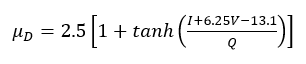 μ_D = 2.5 [1 + tanh ((I+6.25V−13.1)/Q)]